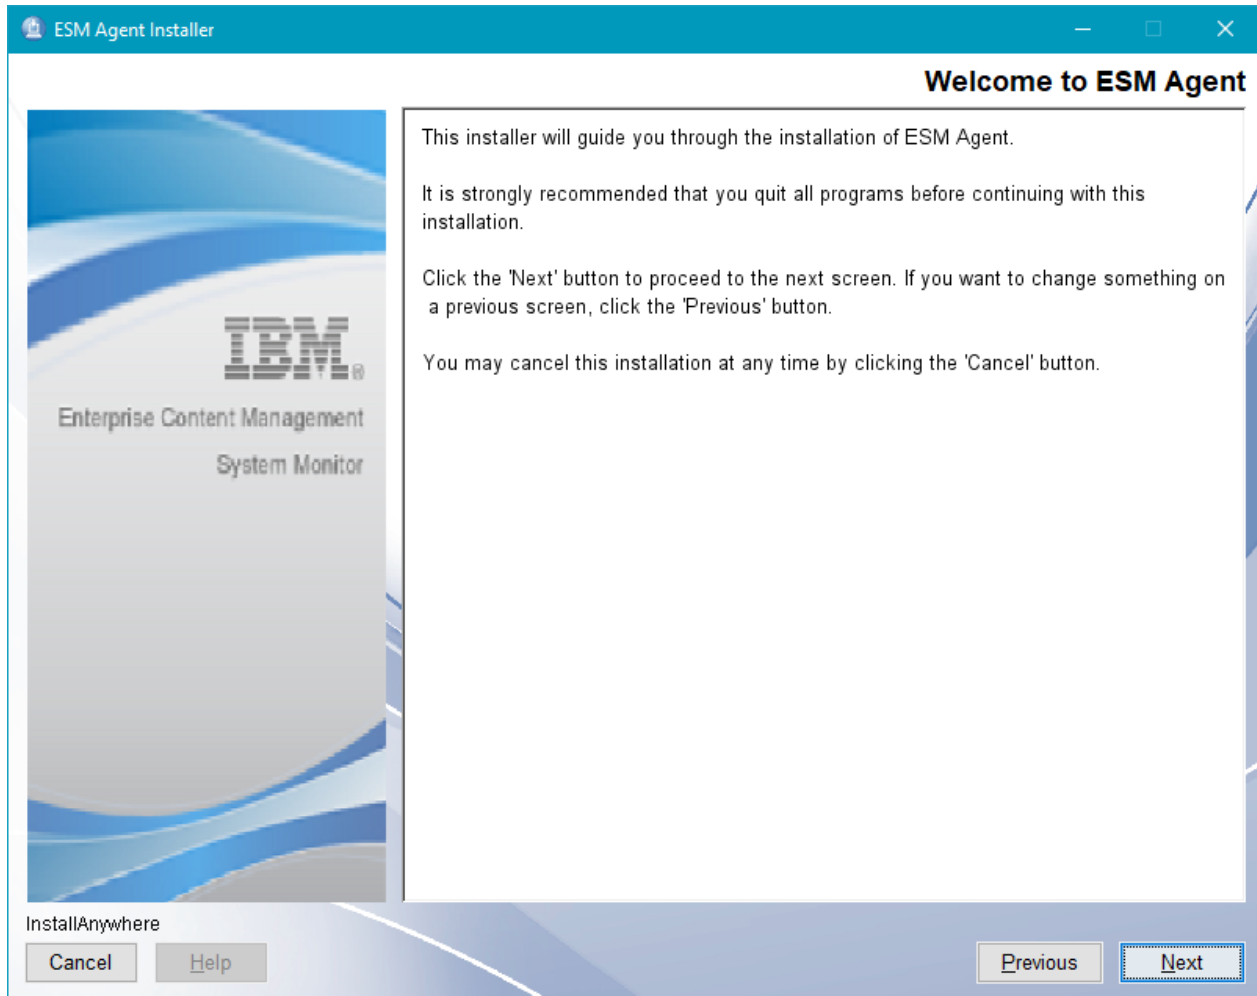 ESM Agent Installer
Welcome to ESM Agent
This installer will guide you through the installation of ESM Agent.
It is strongly recommended that you quit all programs before continuing with this
installation.
Click the 'Next' button to proceed to the next screen. If you want to change something on
a previous screen, click the 'Previous' button.
You may cancel this installation at any time by clicking the 'Cancel' button.
IBM®
Enterprise Content Management
System Monitor
InstallAnywhere
Cancel
Help
Previous
Next